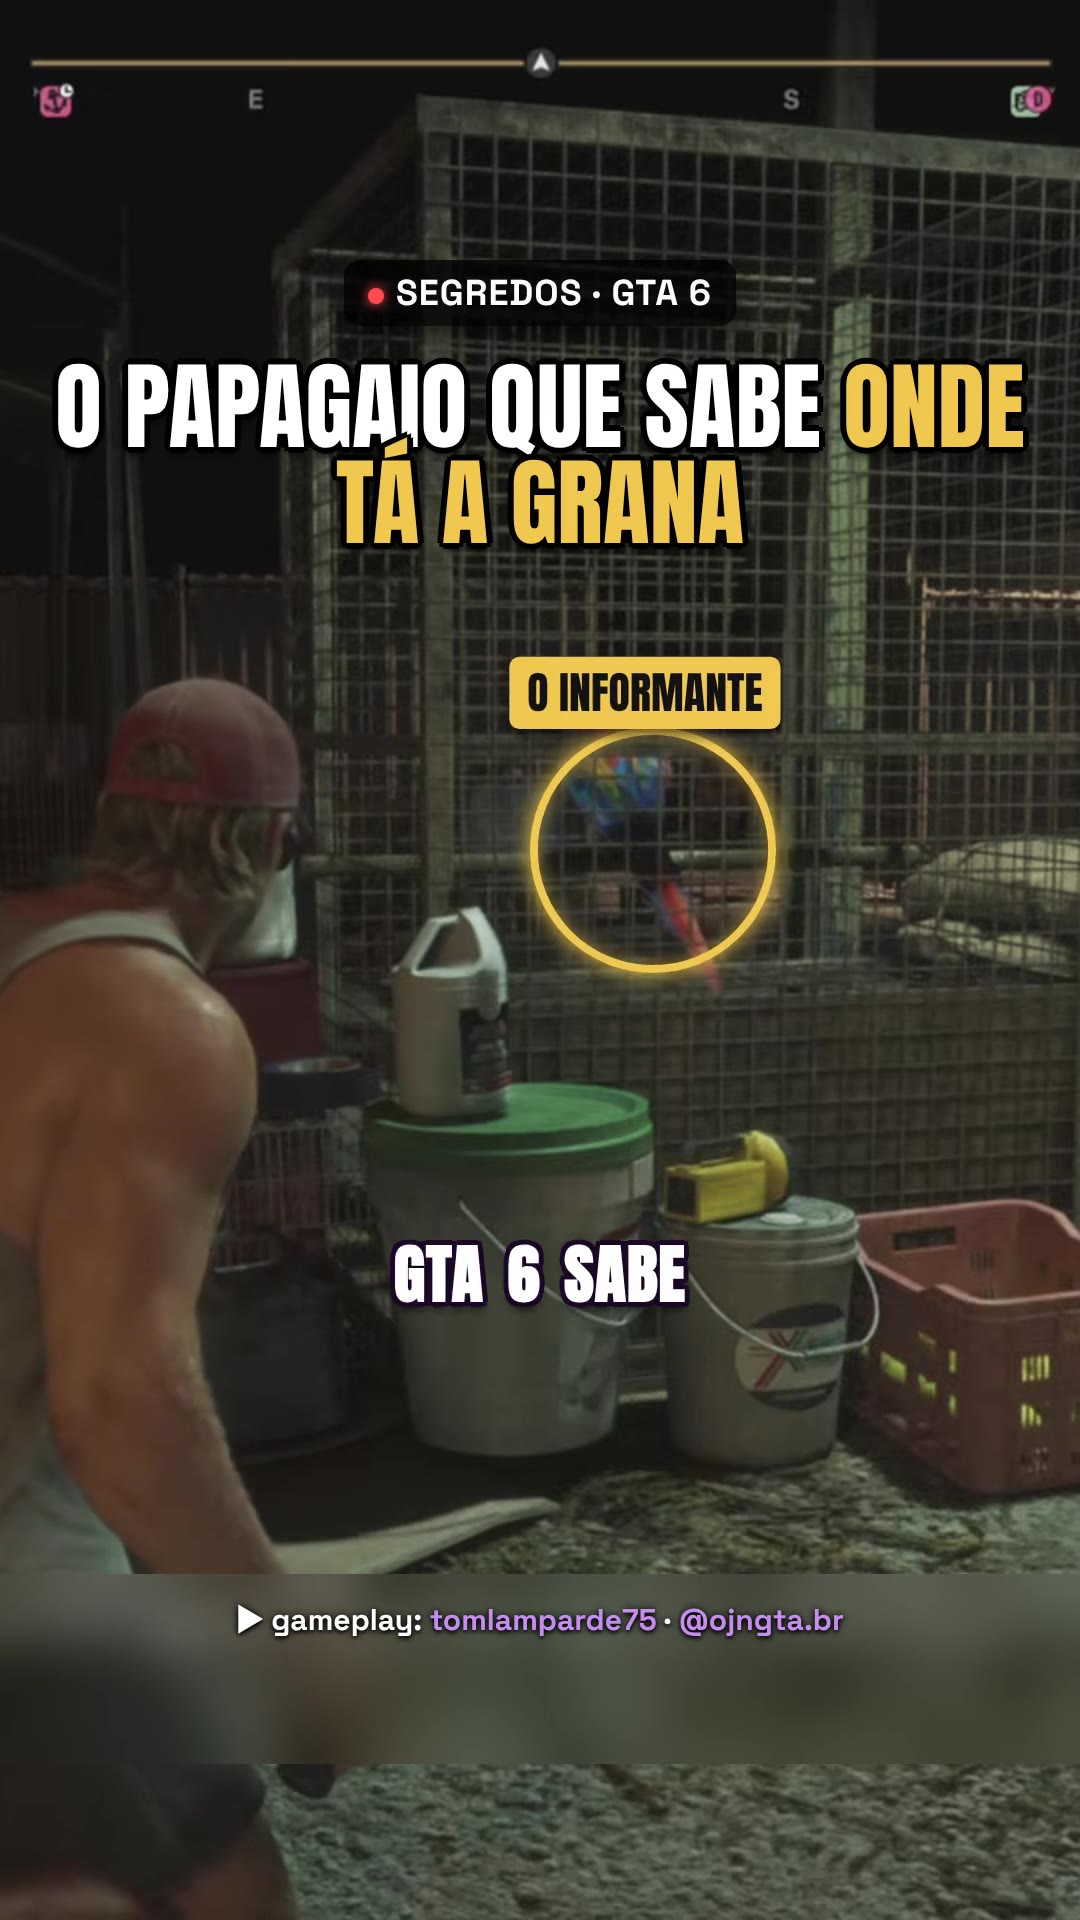 E
S
D
SEGREDOS · GTA 6
O PAPAGAIO QUE SABE ONDE
TÁ A GRANA
O INFORMANTE
GTA 6 SABE
▶ gameplay: tomlamparde75 · @ojngta.br